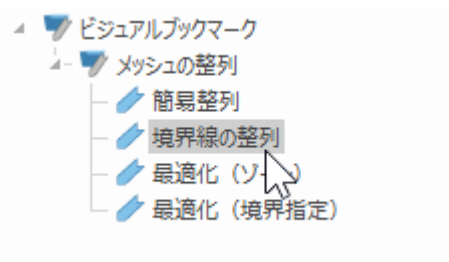 ビジュアルブックマーク
メッシュの整列
簡易整列
境界線の整列
最適化（ゾ
最適化（境界指定）